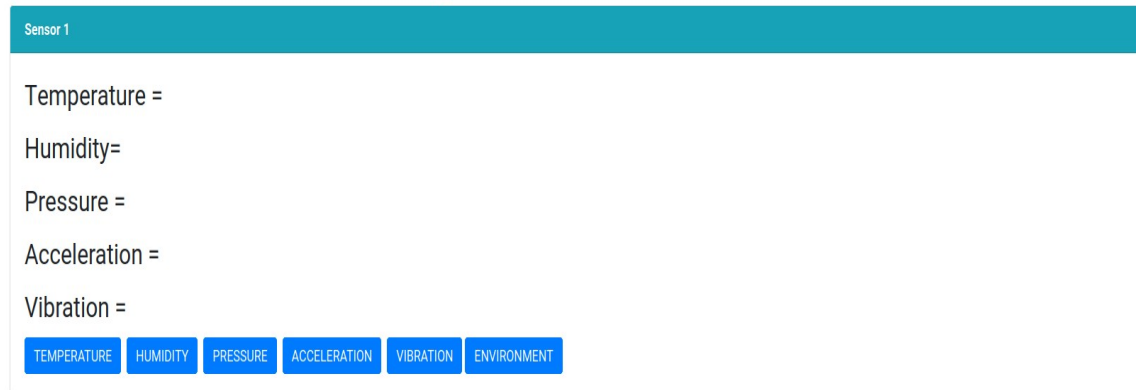 Sensor 1
Temperature =
Humidity=
Pressure =
Acceleration =
Vibration =
TEMPERATURE HUMIDITY PRESSURE ACCELERATION VIBRATION ENVIRONMENT